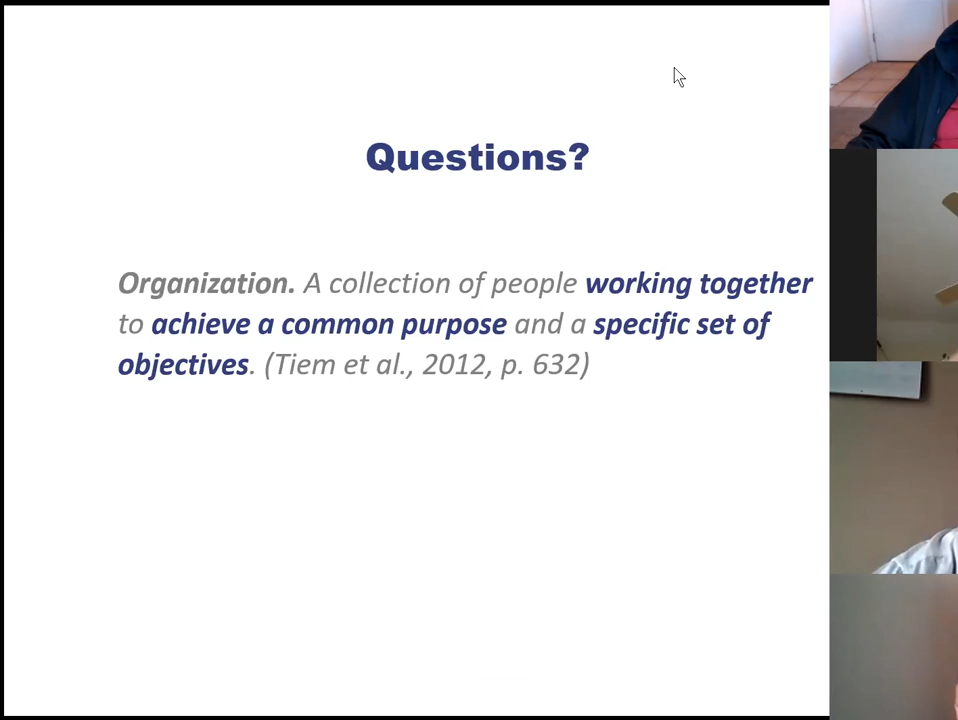 Questions?
Organization. A collection of people working together
to achieve a common purpose and a specific set of
objectives. (Tiem et al., 2012, p. 632)